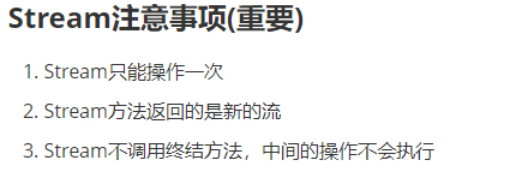 Stream注意事项(重要)
1. Stream只能操作一次
2. Stream方法返回的是新的流
3. Stream不调用终结方法，中间的操作不会执行